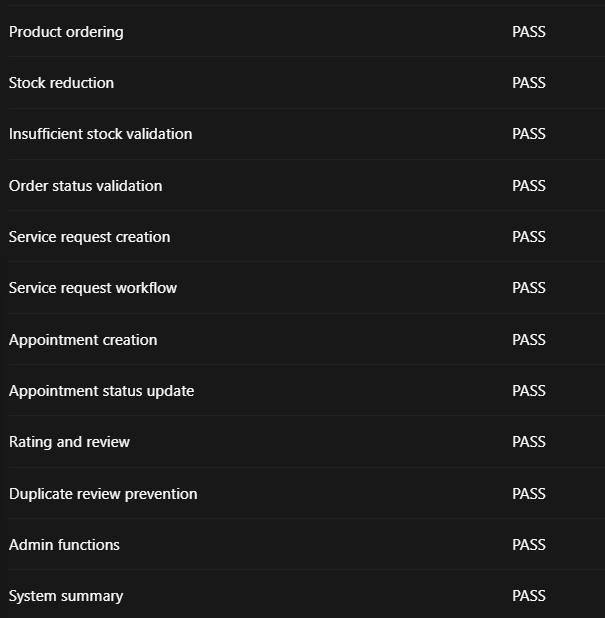 Product ordering PASS
Stock reduction PASS
Insufficient stock validation PASS
Order status validation PASS
Service request creation PASS
Service request workflow PASS
Appointment creation PASS
Appointment status update PASS
Rating and review PASS
Duplicate review prevention PASS
Admin functions PASS
System summary PASS